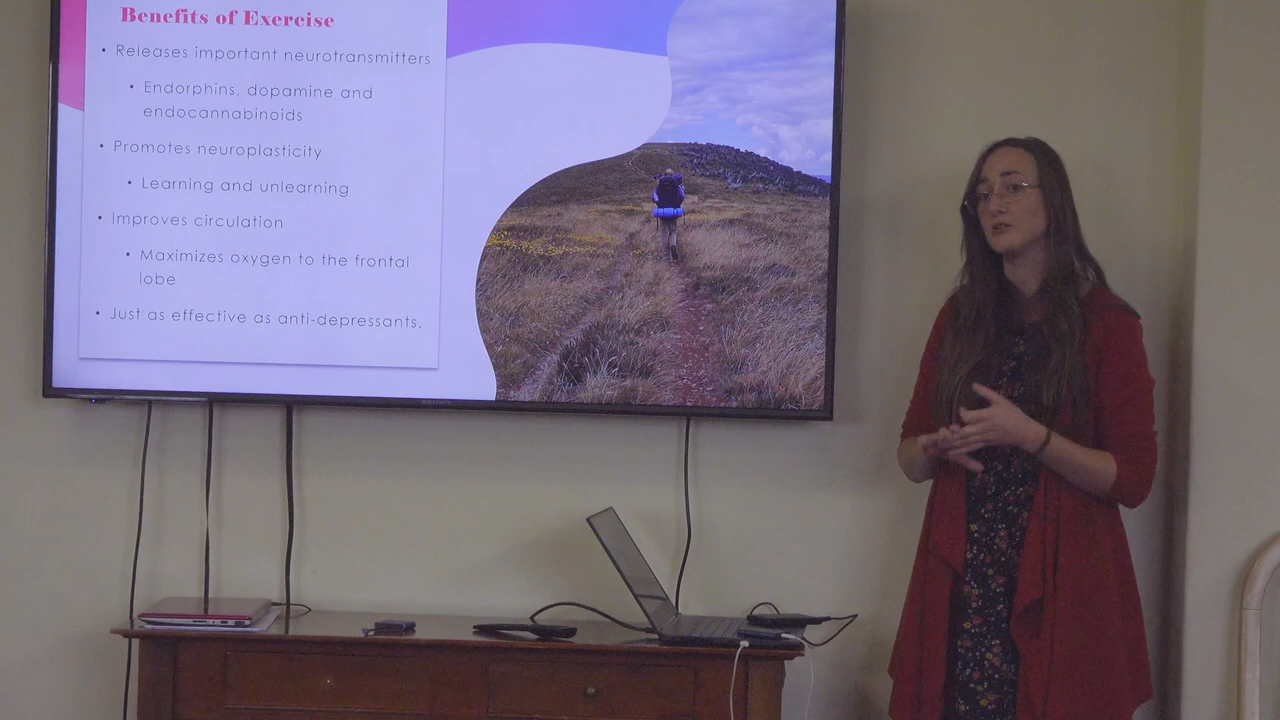 Benefits of Exercise
• Releases important neurotransmitters
• Endorphins, dopamine and
endocannabinoids
• Promotes neuroplasticity
• Learning and unlearning
• Improves circulation
• Maximizes oxygen to the frontal
lobe
• Just as effective as anti-depressants.